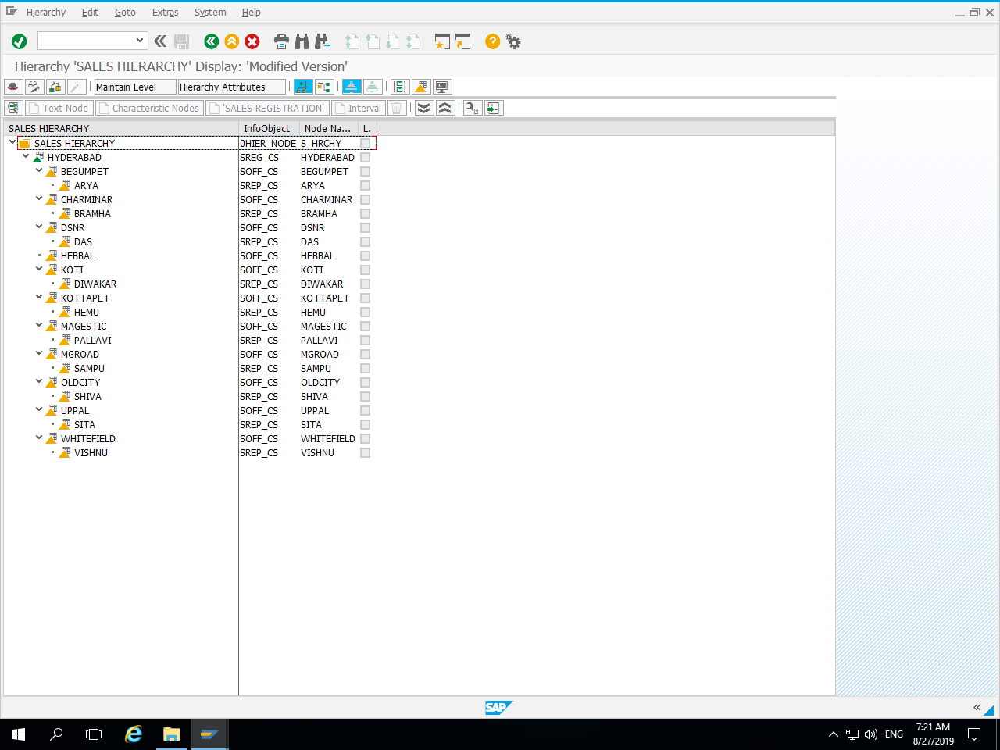 Hierarchy Edit Goto Extras System Help
Hierarchy 'SALES HIERARCHY' Display: 'Modified Version'
Maintain Level Hierarchy Attributes
Text Node Characteristic Nodes 'SALES REGISTRATION' Interval
SALES HIERARCHY InfoObject Node Na... L.
SALES HIERARCHY 0HIER_NODE S_HRCHY
HYDERABAD SREG_CS HYDERABAD
BEGUMPET SOFF_CS BEGUMPET
ARYA SREP_CS ARYA
CHARMINAR SOFF_CS CHARMINAR
BRAMHA SREP_CS BRAMHA
DSNR SOFF_CS DSNR
DAS SREP_CS DAS
HEBBAL SOFF_CS HEBBAL
KOTI SOFF_CS KOTI
DIWAKAR SREP_CS DIWAKAR
KOTTAPET SOFF_CS KOTTAPET
HEMU SREP_CS HEMU
MAGESTIC SOFF_CS MAGESTIC
PALLAVI SREP_CS PALLAVI
MGROAD SOFF_CS MGROAD
SAMPU SREP_CS SAMPU
OLDCITY SOFF_CS OLDCITY
SHIVA SREP_CS SHIVA
UPPAL SOFF_CS UPPAL
SITA SREP_CS SITA
WHITEFIELD SOFF_CS WHITEFIELD
VISHNU SREP_CS VISHNU
SAP
ENG
7:21 AM
8/27/2019